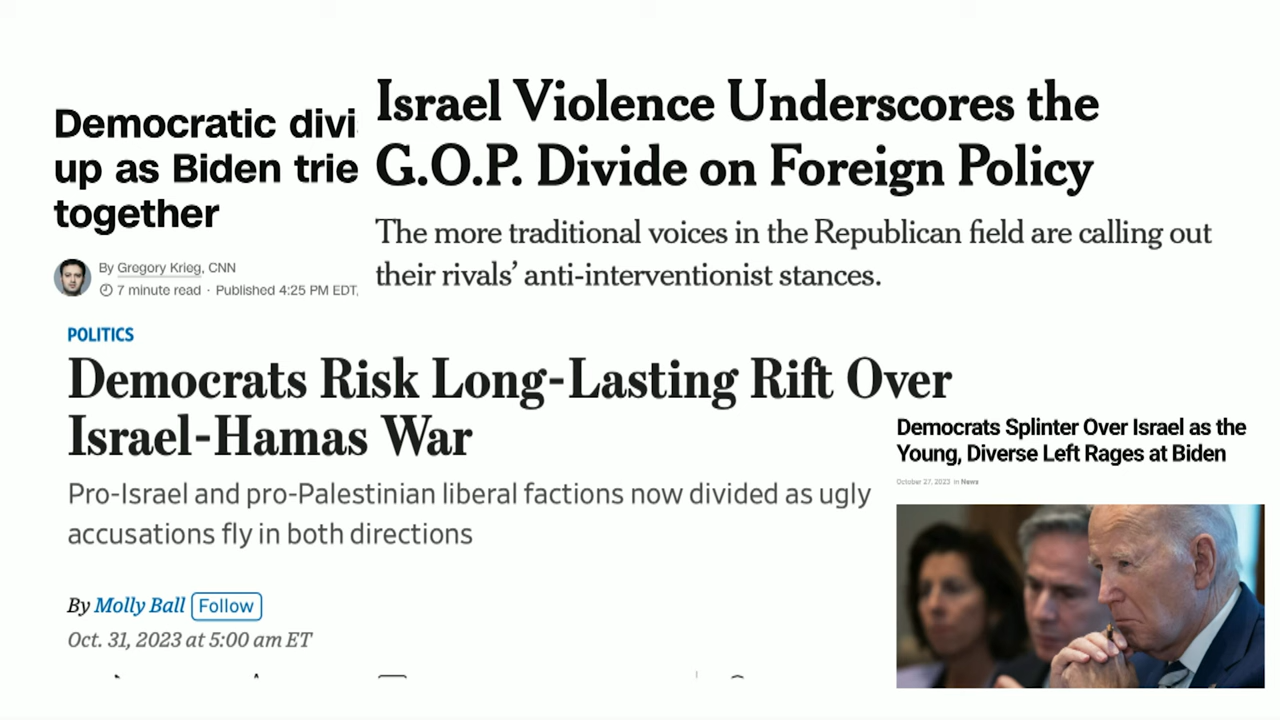 Democratic divi
up as Biden trie
together
By Gregory Krieg, CNN
7 minute read · Published 4:25 PM EDT,
Israel Violence Underscores the
G.O.P. Divide on Foreign Policy
The more traditional voices in the Republican field are calling out
their rivals’ anti-interventionist stances.
POLITICS
Democrats Risk Long-Lasting Rift Over
Israel-Hamas War
Pro-Israel and pro-Palestinian liberal factions now divided as ugly
accusations fly in both directions
By Molly Ball Follow
Oct. 31, 2023 at 5:00 am ET
Democrats Splinter Over Israel as the
Young, Diverse Left Rages at Biden
October 27, 2023 in News